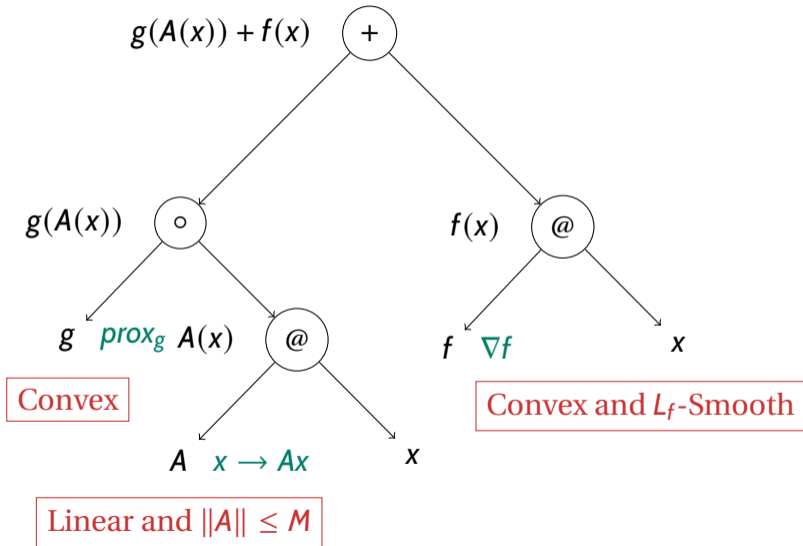 g(A(x)) + f(x) +
g(A(x)) ∘ f(x) @
g prox_g A(x) @ f ∇f x
Convex Convex and L_f-Smooth
A x → Ax x
Linear and ||A|| ≤ M